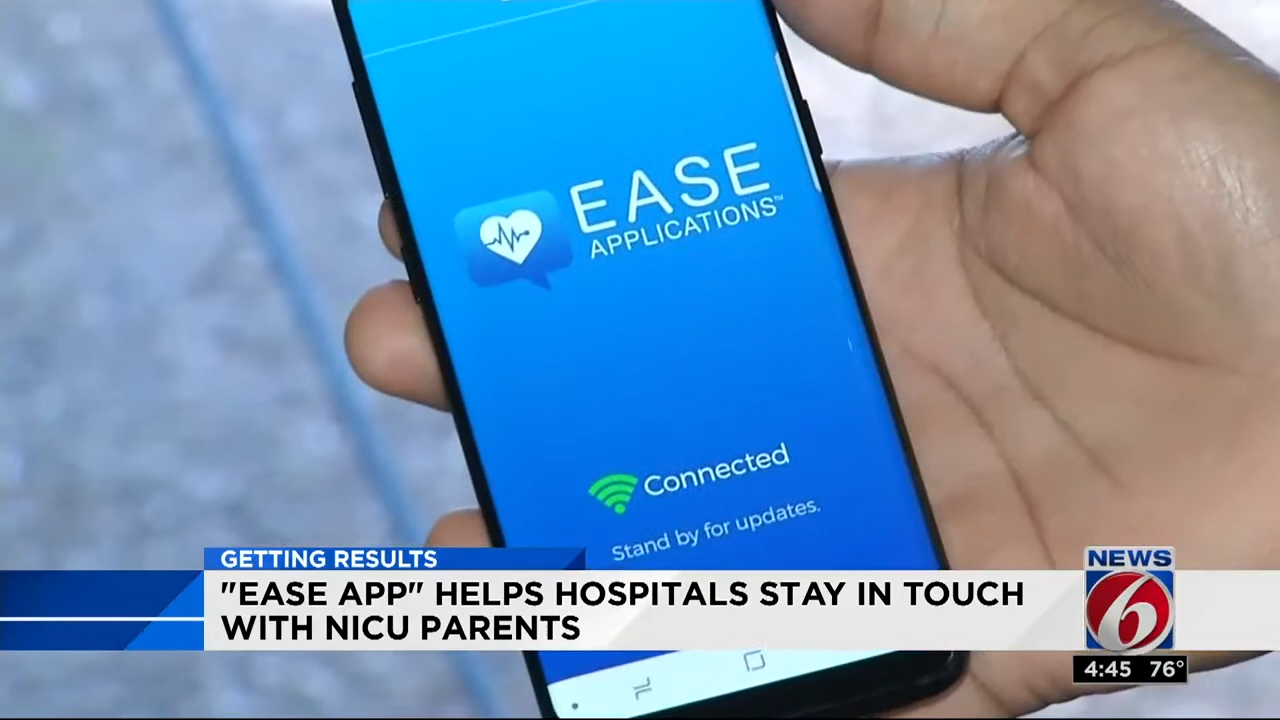 EASE
APPLICATIONS™
Connected
Stand by for updates.
GETTING RESULTS
"EASE APP" HELPS HOSPITALS STAY IN TOUCH
WITH NICU PARENTS
NEWS
6
4:45 76°